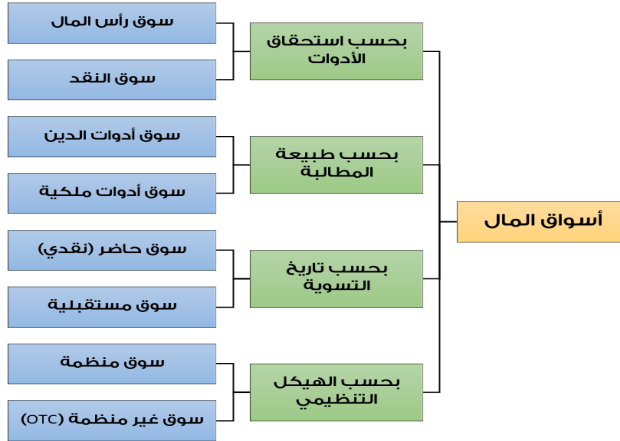 أسواق المال
بحسب استحقاق
الأدوات
سوق رأس المال
سوق النقد
بحسب طبيعة
المطالبة
سوق أدوات الدين
سوق أدوات ملكية
بحسب تاريخ
التسوية
سوق حاضر (نقدي)
سوق مستقبلية
بحسب الهيكل
التنظيمي
سوق منظمة
سوق غير منظمة (OTC)